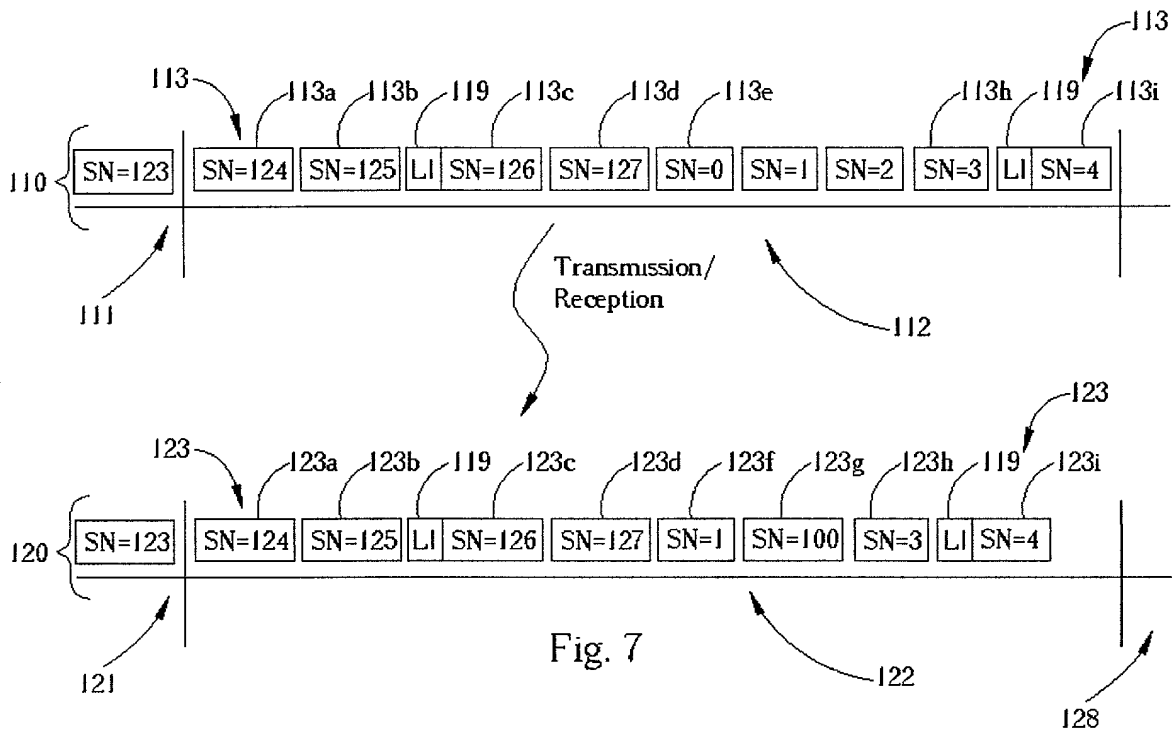 113
113 113a 113b 119 113c 113d 113e 113h 119 113i
110 SN=123 SN=124 SN=125 LI SN=126 SN=127 SN=0 SN=1 SN=2 SN=3 LI SN=4
Transmission/
Reception
111 112
123
123 123a 123b 119 123c 123d 123f 123g 123h 119 123i
120 SN=123 SN=124 SN=125 LI SN=126 SN=127 SN=1 SN=100 SN=3 LI SN=4
Fig. 7
121 122
128